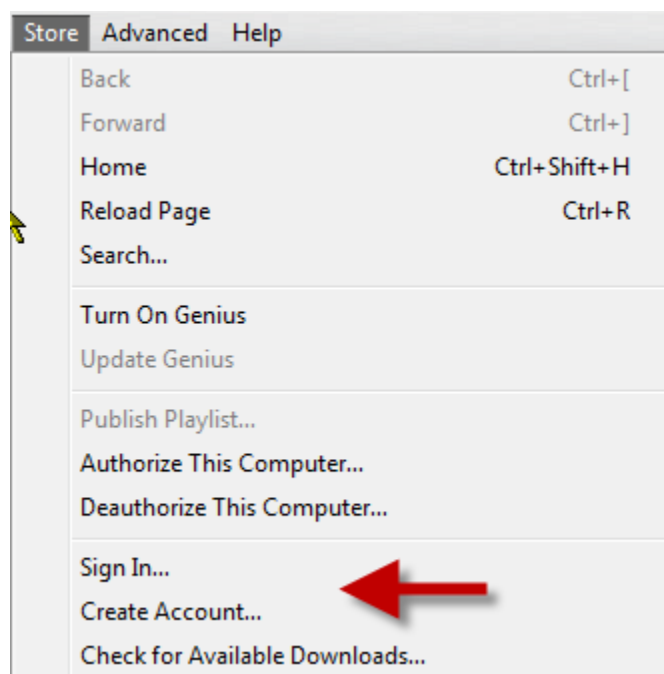 Store Advanced Help
Back Ctrl+[
Forward Ctrl+]
Home Ctrl+Shift+H
Reload Page Ctrl+R
Search...
Turn On Genius
Update Genius
Publish Playlist...
Authorize This Computer...
Deauthorize This Computer...
Sign In...
Create Account...
Check for Available Downloads...